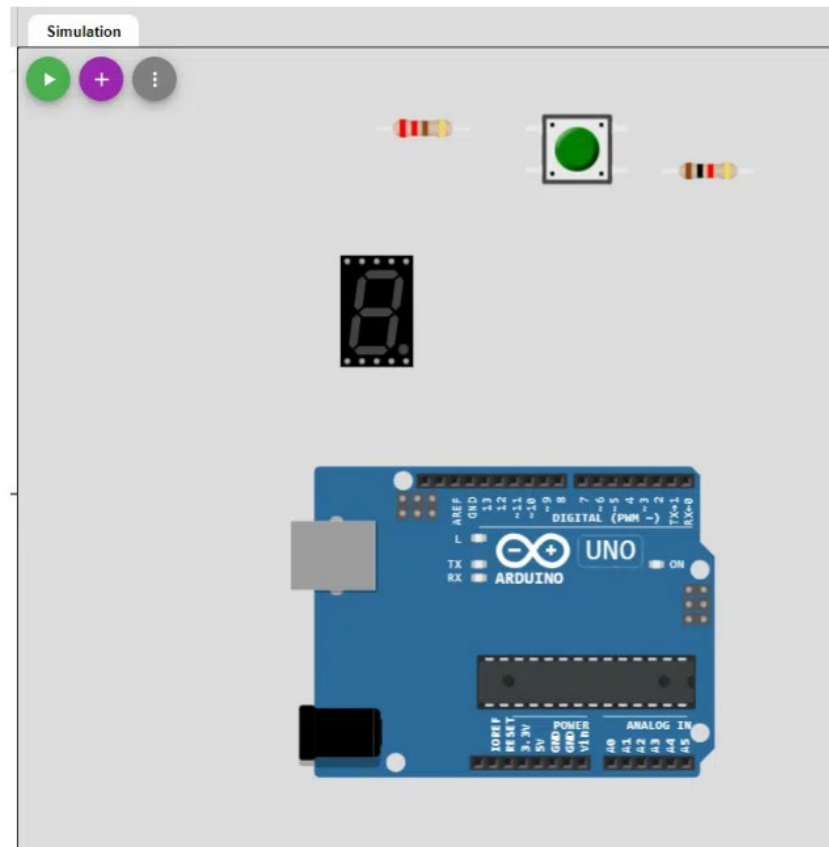 Simulation
AREF
GND
13
12
~11
~10
~9
8
7
~6
~5
4
~3
2
TX→1
RX←0
DIGITAL (PWM ~)
L
TX
RX
UNO
ON
ARDUINO
POWER
ANALOG IN
IOREF
RESET
3.3V
5V
GND
GND
Vin
A0
A1
A2
A3
A4
A5